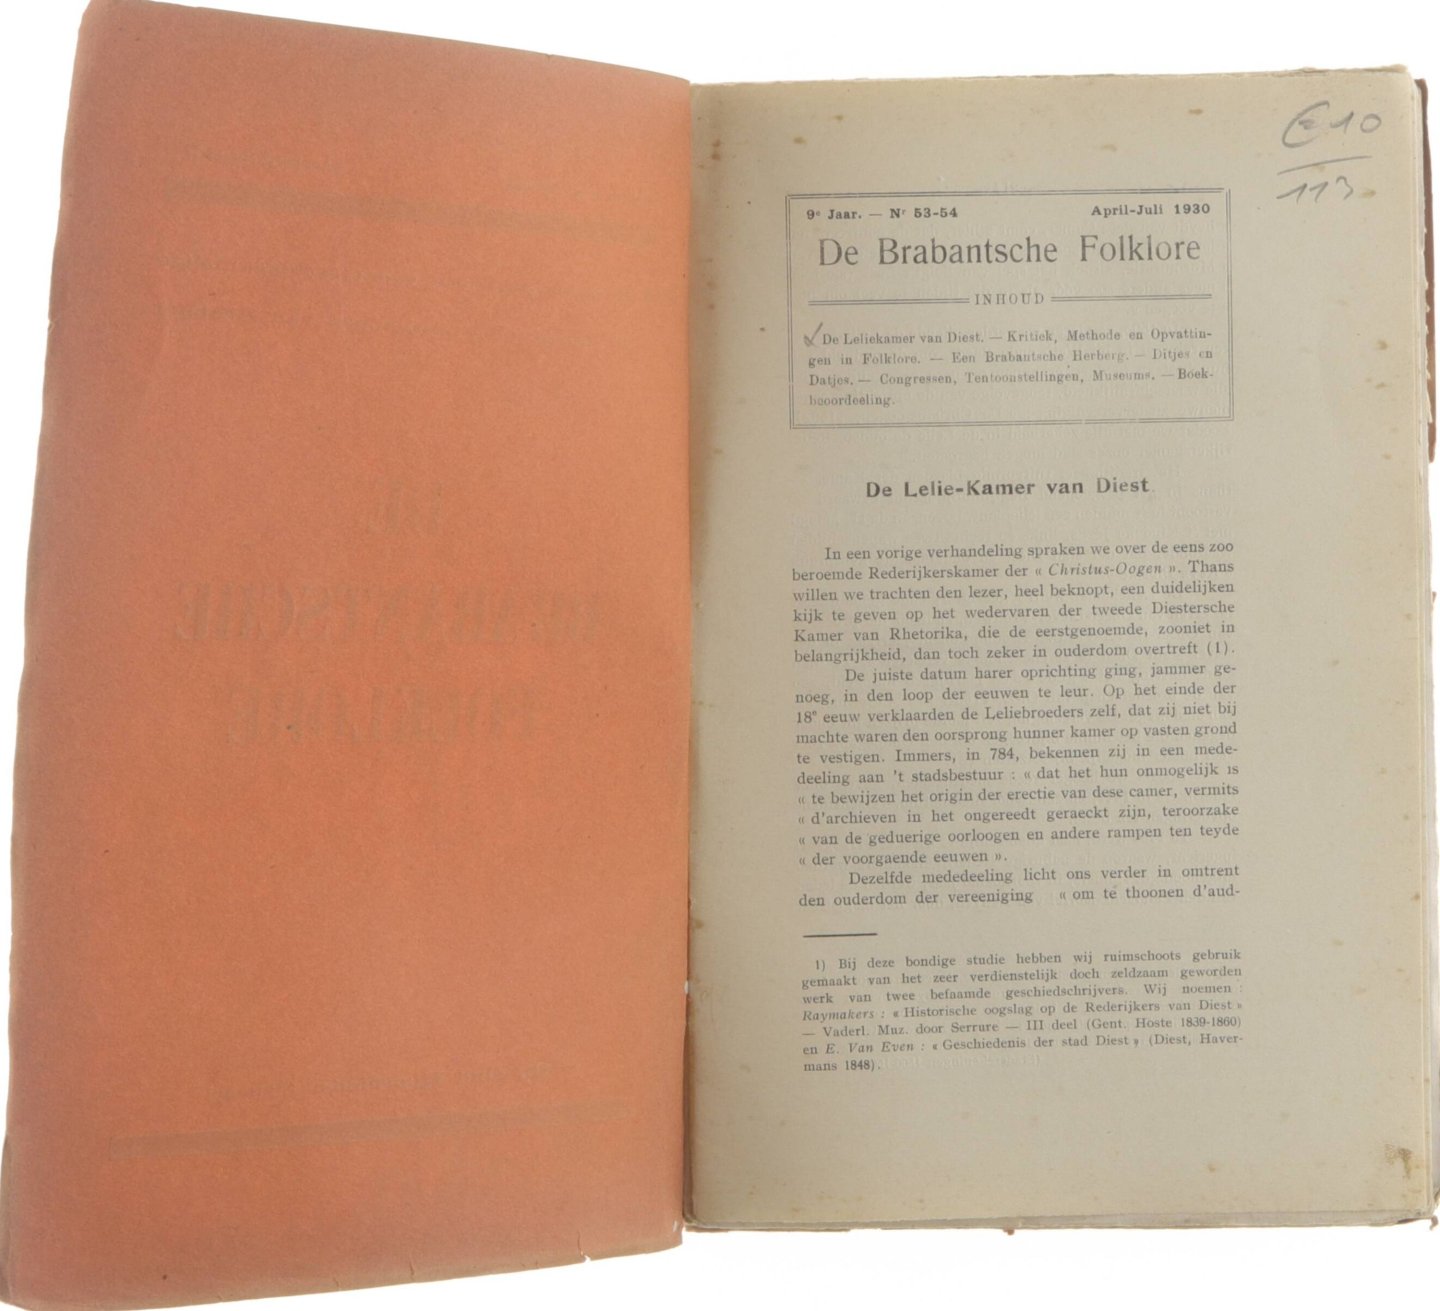 € 10
113
9e Jaar. — Nr 53-54 April-Juli 1930
De Brabantsche Folklore
INHOUD
De Leliekamer van Diest. — Kritiek, Methode en Opvattin-
gen in Folklore. — Een Brabantsche Herberg. — Ditjes en
Datjes. — Congressen, Tentoonstellingen, Museums. — Boek-
beoordeeling.
De Lelie-Kamer van Diest
In een vorige verhandeling spraken we over de eens zoo
beroemde Rederijkerskamer der « Christus-Oogen ». Thans
willen we trachten den lezer, heel beknopt, een duidelijken
kijk te geven op het wedervaren der tweede Diestersche
Kamer van Rhetorika, die de eerstgenoemde, zooniet in
belangrijkheid, dan toch zeker in ouderdom overtreft (1).
De juiste datum harer oprichting ging, jammer ge-
noeg, in den loop der eeuwen te leur. Op het einde der
18e eeuw verklaarden de Leliebroeders zelf, dat zij niet bij
machte waren den oorsprong hunner kamer op vasten grond
te vestigen. Immers, in 784, bekennen zij in een mede-
deeling aan 't stadsbestuur : « dat het hun onmogelijk is
« te bewijzen het origin der erectie van dese camer, vermits
« d'archieven in het ongereedt geraeckt zijn, teroorzake
« van de geduerige oorloogen en andere rampen ten teyde
« der voorgaende eeuwen ».
Dezelfde mededeeling licht ons verder in omtrent
den ouderdom der vereeniging « om te thoonen d'aud-
1) Bij deze bondige studie hebben wij ruimschoots gebruik
gemaakt van het zeer verdienstelijk doch zeldzaam geworden
werk van twee befaamde geschiedschrijvers. Wij noemen :
Raymakers : « Historische oogslag op de Rederijkers van Diest »
— Vaderl. Muz. door Serrure — III deel (Gent. Hoste 1839-1860)
en E. Van Even : « Geschiedenis der stad Diest » (Diest, Haver-
mans 1848).